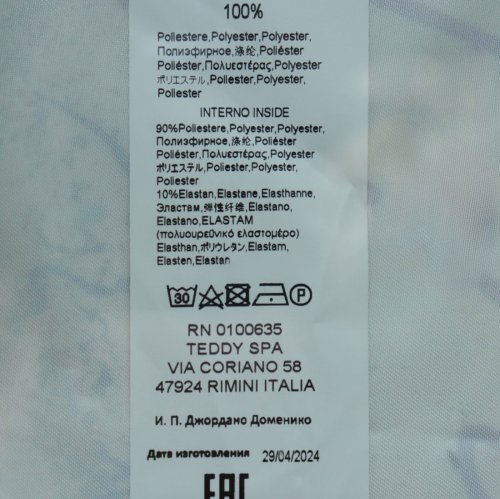 100%
Poliestere,Polyester,Polyester,
Полиэфирное,涤纶,Poliéster
Poliéster,Πολυεστέρας,Polyester
ポリエステル,Poliester,Polyester,
Poliester
INTERNO INSIDE
90%Poliestere,Polyester,Polyester,
Полиэфирное,涤纶,Poliéster
Poliéster,Πολυεστέρας,Polyester
ポリエステル,Poliester,Polyester,
Poliester
10%Elastan,Elastane,Elasthanne,
Эластам,弹性纤维,Elastano,
Elastano,ELASTAM
(πολυουρεθνικό ελαστομέρο)
Elasthan,ポリウレタン,Elastam,
Elasten,Elastan
30 P
RN 0100635
TEDDY SPA
VIA CORIANO 58
47924 RIMINI ITALIA
И. П. Джордано Доменико
Дата изготовления 29/04/2024
EAC